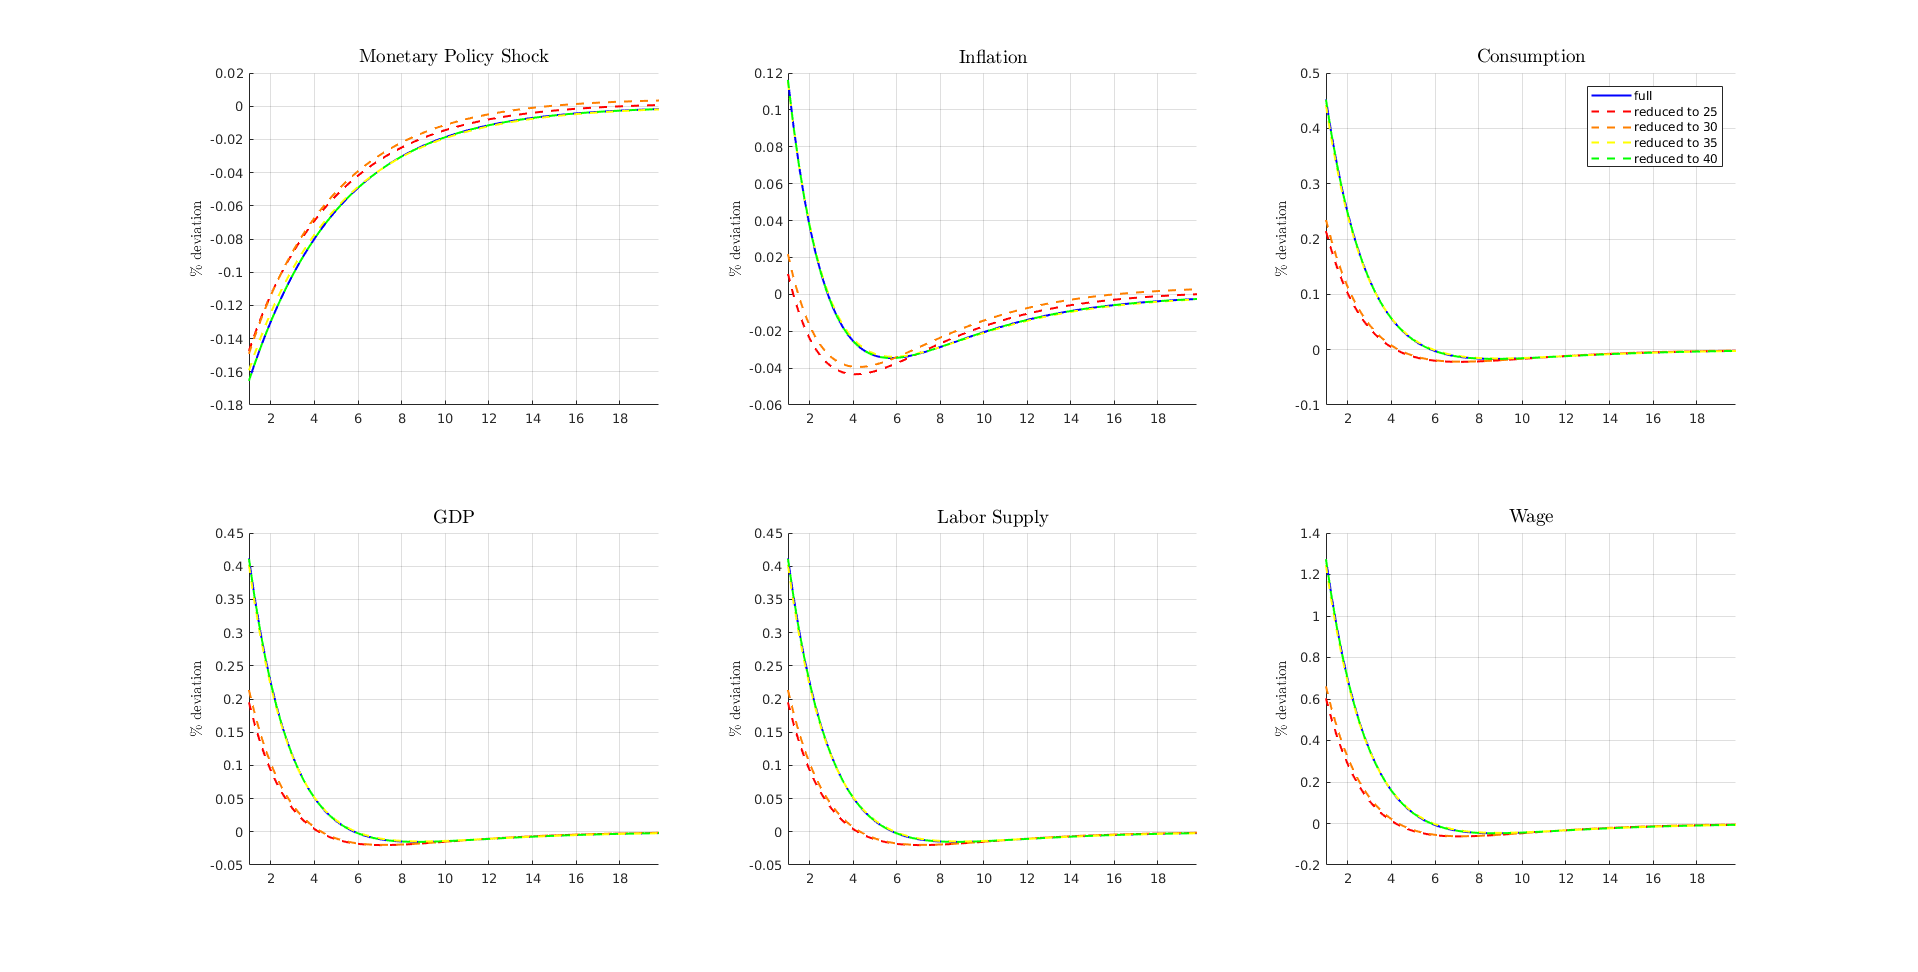 Monetary Policy Shock
0.02
0
-0.02
-0.04
-0.06
-0.08
-0.1
-0.12
-0.14
-0.16
-0.18
% deviation
2 4 6 8 10 12 14 16 18
Inflation
0.12
0.1
0.08
0.06
0.04
0.02
0
-0.02
-0.04
-0.06
% deviation
2 4 6 8 10 12 14 16 18
Consumption
0.5
0.4
0.3
0.2
0.1
0
-0.1
% deviation
full
reduced to 25
reduced to 30
reduced to 35
reduced to 40
2 4 6 8 10 12 14 16 18
GDP
0.45
0.4
0.35
0.3
0.25
0.2
0.15
0.1
0.05
0
-0.05
% deviation
2 4 6 8 10 12 14 16 18
Labor Supply
0.45
0.4
0.35
0.3
0.25
0.2
0.15
0.1
0.05
0
-0.05
% deviation
2 4 6 8 10 12 14 16 18
Wage
1.4
1.2
1
0.8
0.6
0.4
0.2
0
-0.2
% deviation
2 4 6 8 10 12 14 16 18